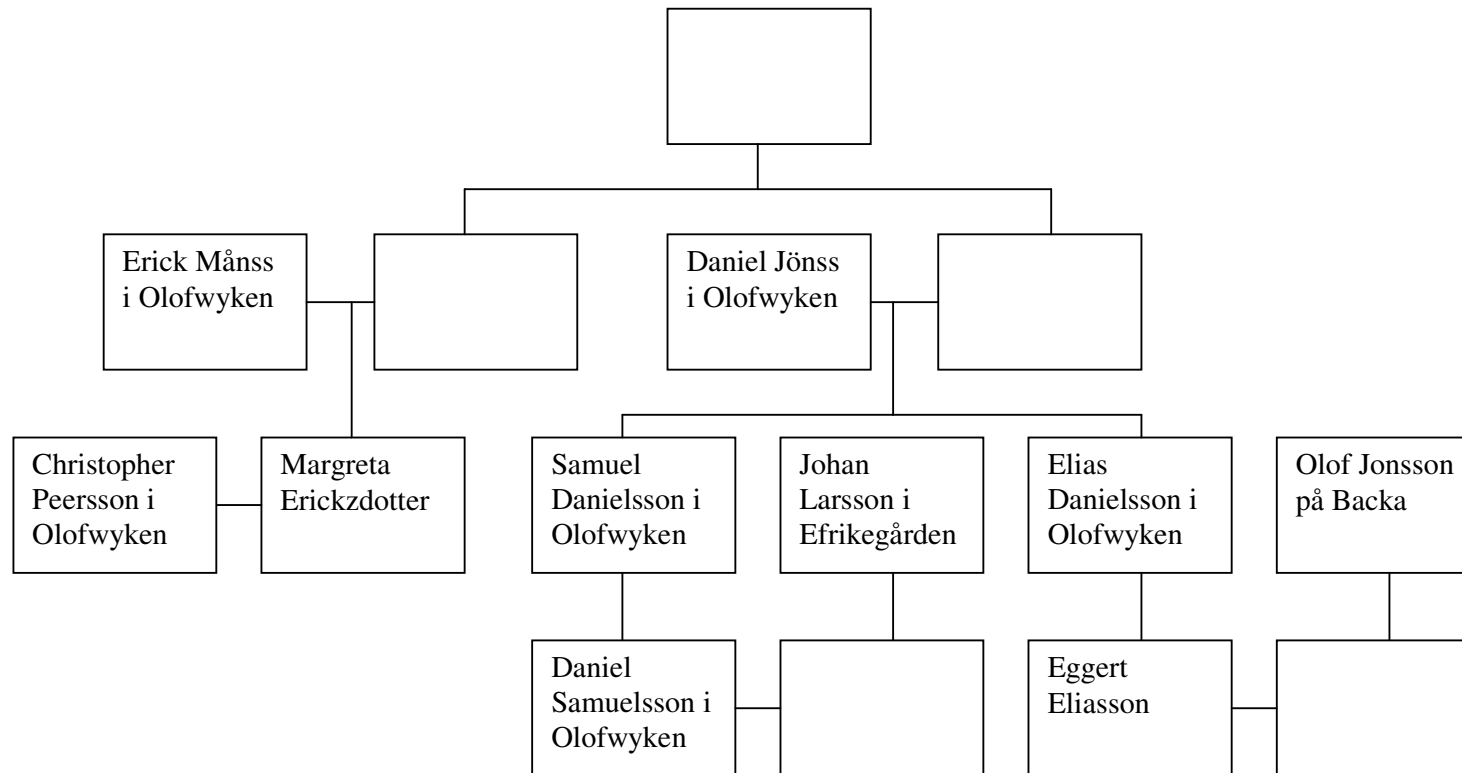 Erick Månss
i Olofwyken
Daniel Jönss
i Olofwyken
Christopher
Peersson i
Olofwyken
Margreta
Erickzdotter
Samuel
Danielsson i
Olofwyken
Johan
Larsson i
Efrikegården
Elias
Danielsson i
Olofwyken
Olof Jonsson
på Backa
Daniel
Samuelsson i
Olofwyken
Eggert
Eliasson